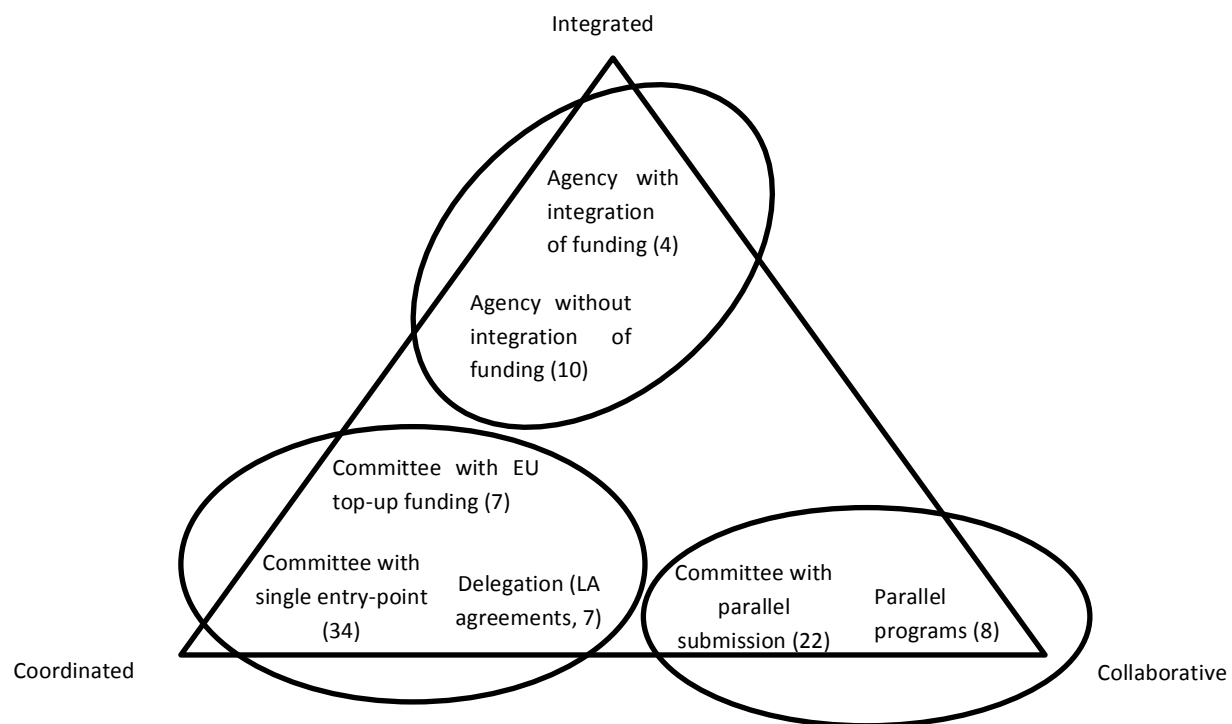 Integrated
Agency with
integration
of funding (4)
Agency without
integration of
funding (10)
Committee with EU
top-up funding (7)
Committee with
single entry-point
(34)
Delegation (LA
agreements, 7)
Committee with
parallel
submission (22)
Parallel
programs (8)
Coordinated
Collaborative